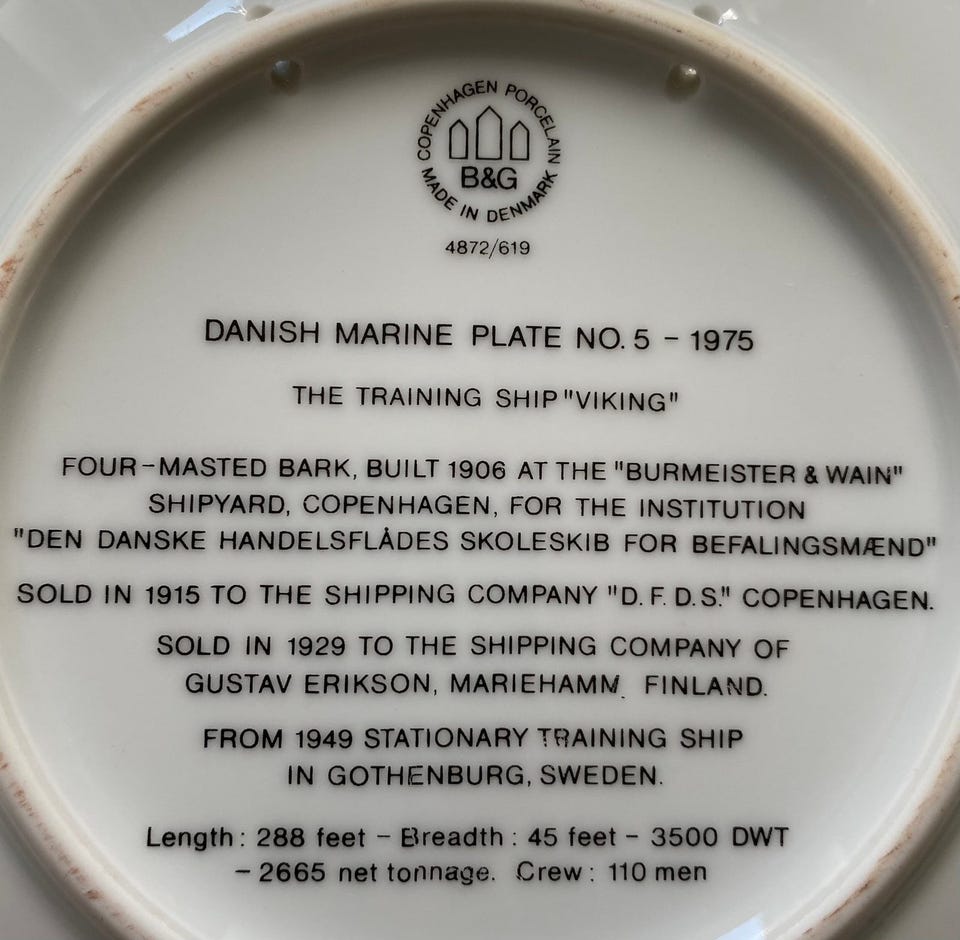 COPENHAGEN PORCELAIN
B&G
MADE IN DENMARK
4872/619
DANISH MARINE PLATE NO. 5 - 1975
THE TRAINING SHIP "VIKING"
FOUR-MASTED BARK, BUILT 1906 AT THE "BURMEISTER & WAIN"
SHIPYARD, COPENHAGEN, FOR THE INSTITUTION
"DEN DANSKE HANDELSFLÅDES SKOLESKIB FOR BEFALINGSMÆND"
SOLD IN 1915 TO THE SHIPPING COMPANY "D. F. D. S." COPENHAGEN.
SOLD IN 1929 TO THE SHIPPING COMPANY OF
GUSTAV ERIKSON, MARIEHAMM, FINLAND.
FROM 1949 STATIONARY TRAINING SHIP
IN GOTHENBURG, SWEDEN.
Length: 288 feet - Breadth: 45 feet - 3500 DWT
- 2665 net tonnage. Crew: 110 men